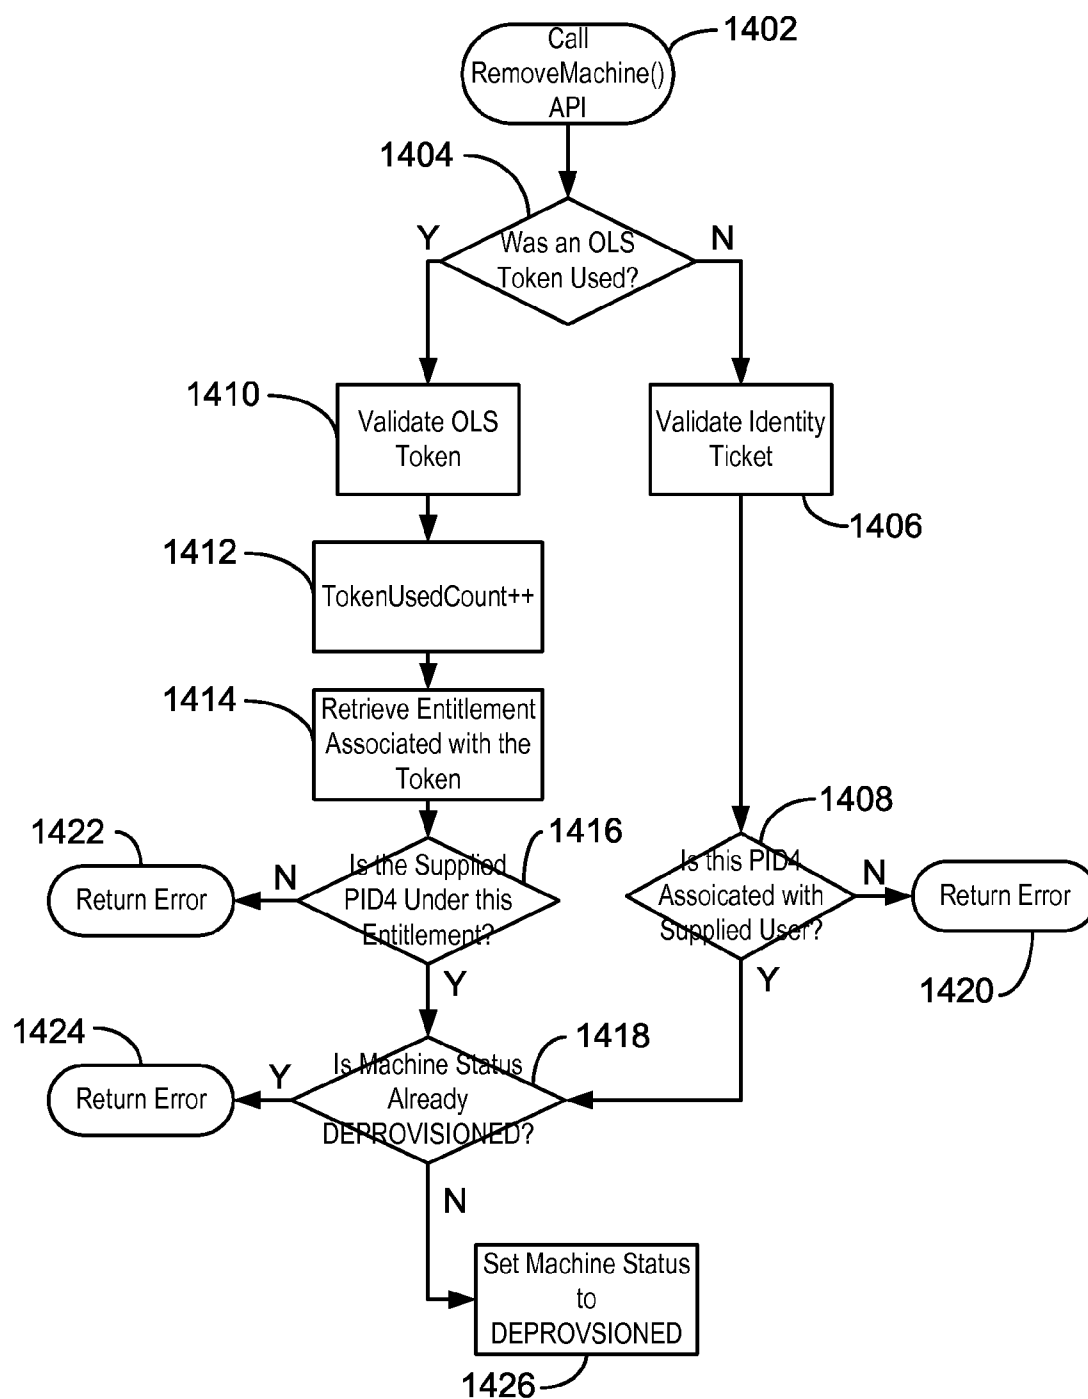 Call
RemoveMachine()
API
1402
1404
Was an OLS
Token Used?
Y
N
1410
Validate OLS
Token
Validate Identity
Ticket
1406
1412
TokenUsedCount++
1414
Retrieve Entitlement
Associated with the
Token
1416
Is the Supplied
PID4 Under this
Entitlement?
N
1422
Return Error
Y
1408
Is this PID4
Assoicated with
Supplied User?
N
Return Error
1420
Y
1418
Is Machine Status
Already
DEPROVISIONED?
Y
1424
Return Error
N
Set Machine Status
to
DEPROVSIONED
1426